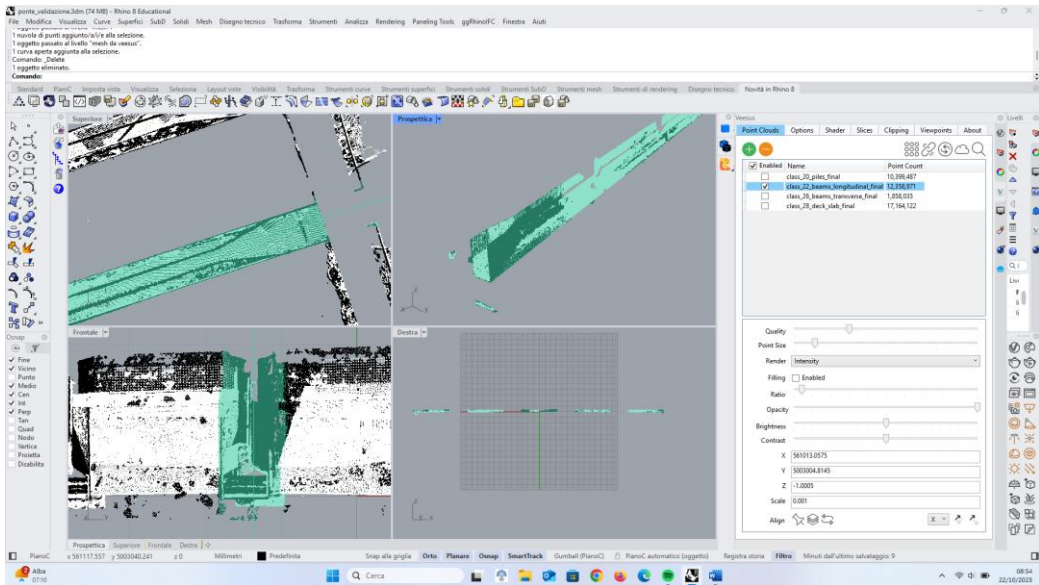 ponte_validazione.3dm (74 MB) - Rhino 8 Educational
File Modifica Visualizza Curve Superfici SubD Solidi Mesh Disegno tecnico Trasforma Strumenti Analizza Rendering Paneling Tools ggRhinoIFC Finestra Aiuti
1 nuvola di punti aggiunto/a/i/e alla selezione.
1 oggetto passato al livello "mesh da veesus".
1 curva aperta aggiunta alla selezione.
Comando: _Delete
1 oggetto eliminato.
Comando:
Standard PianoC Imposta vista Visualizza Selezione Layout viste Visibilità Trasforma Strumenti curve Strumenti superfici Strumenti solidi Strumenti SubD Strumenti mesh Strumenti di rendering Disegno tecnico Novità in Rhino 8
Superiore
Prospettica
Frontale
Destra
Osnap
Fine
Vicino
Punto
Medio
Cen
Int
Perp
Tan
Quad
Nodo
Vertice
Proietta
Disabilita
Veesus
Point Clouds Options Shader Slices Clipping Viewpoints About
Enabled Name Point Count
class_20_piles_final 10,399,487
class_22_beams_longitudinal_final 12,358,971
class_26_beams_transverse_final 1,858,035
class_28_deck_slab_final 17,164,122
Quality
Point Size
Render Intensity
Filling Enabled
Ratio
Opacity
Brightness
Contrast
X 561013.0575
Y 5003004.8145
Z -1.0005
Scale 0.001
Align X
Livelli
Livi
Prospettica Superiore Frontale Destra
PianoC x 561117.557 y 5003040.241 z 0 Millimetri Predefinita Snap alla griglia Orto Planare Osnap SmartTrack Gumball (PianoC) PianoC automatico (oggetto) Registra storia Filtro Minuti dall'ultimo salvataggio: 9
Alba
07:10
Cerca
08:54
22/10/2025